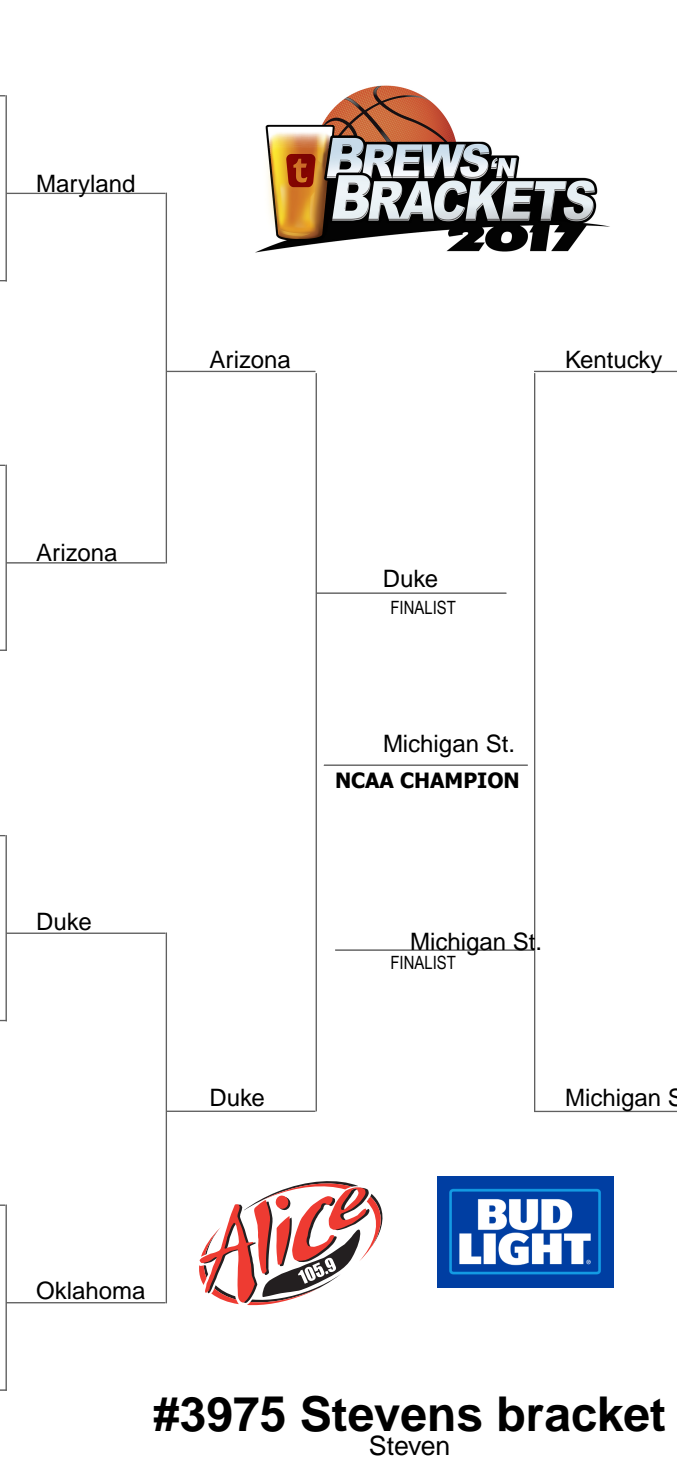 t
BREWS 'N
BRACKETS
2017
Maryland
Arizona
Kentucky
Arizona
Duke
FINALIST
Michigan St.
NCAA CHAMPION
Duke
Michigan St.
FINALIST
Duke
Michigan S
Alice
105.9
BUD
LIGHT.
Oklahoma
#3975 Stevens bracket
Steven